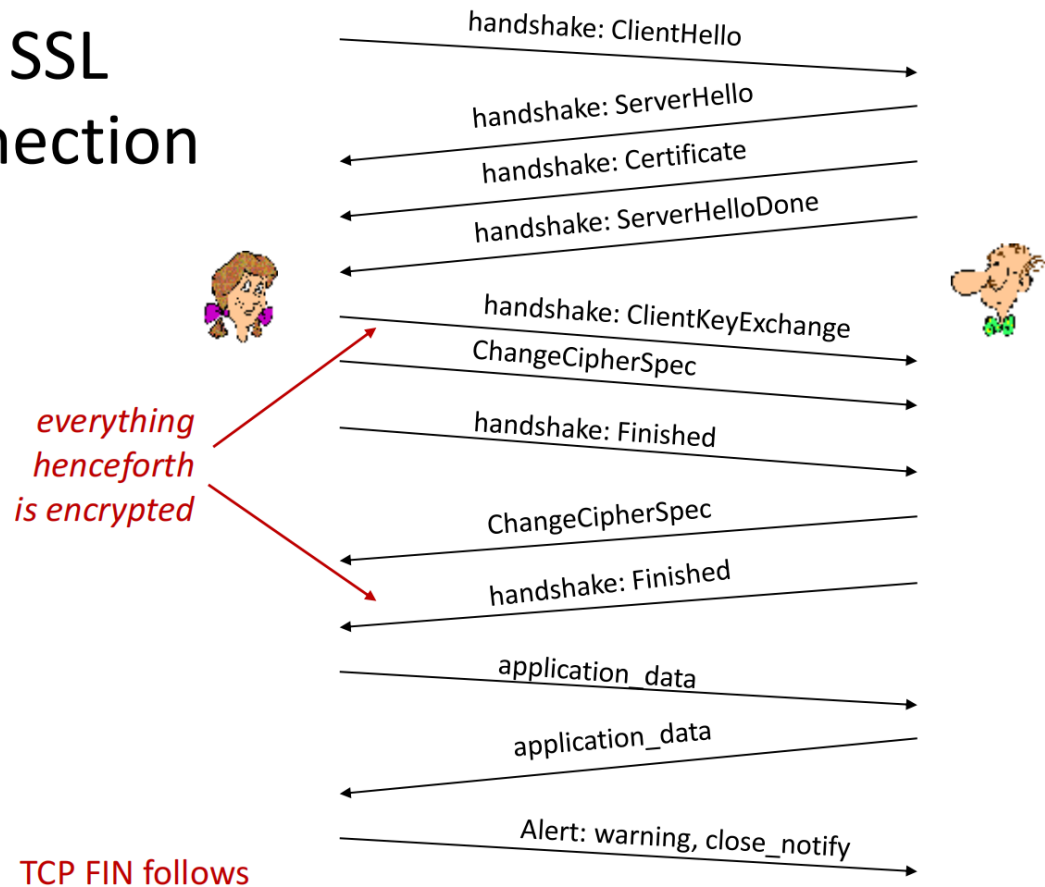 SSL
nection
handshake: ClientHello
handshake: ServerHello
handshake: Certificate
handshake: ServerHelloDone
handshake: ClientKeyExchange
ChangeCipherSpec
everything
henceforth
is encrypted
handshake: Finished
ChangeCipherSpec
handshake: Finished
application_data
application_data
Alert: warning, close_notify
TCP FIN follows